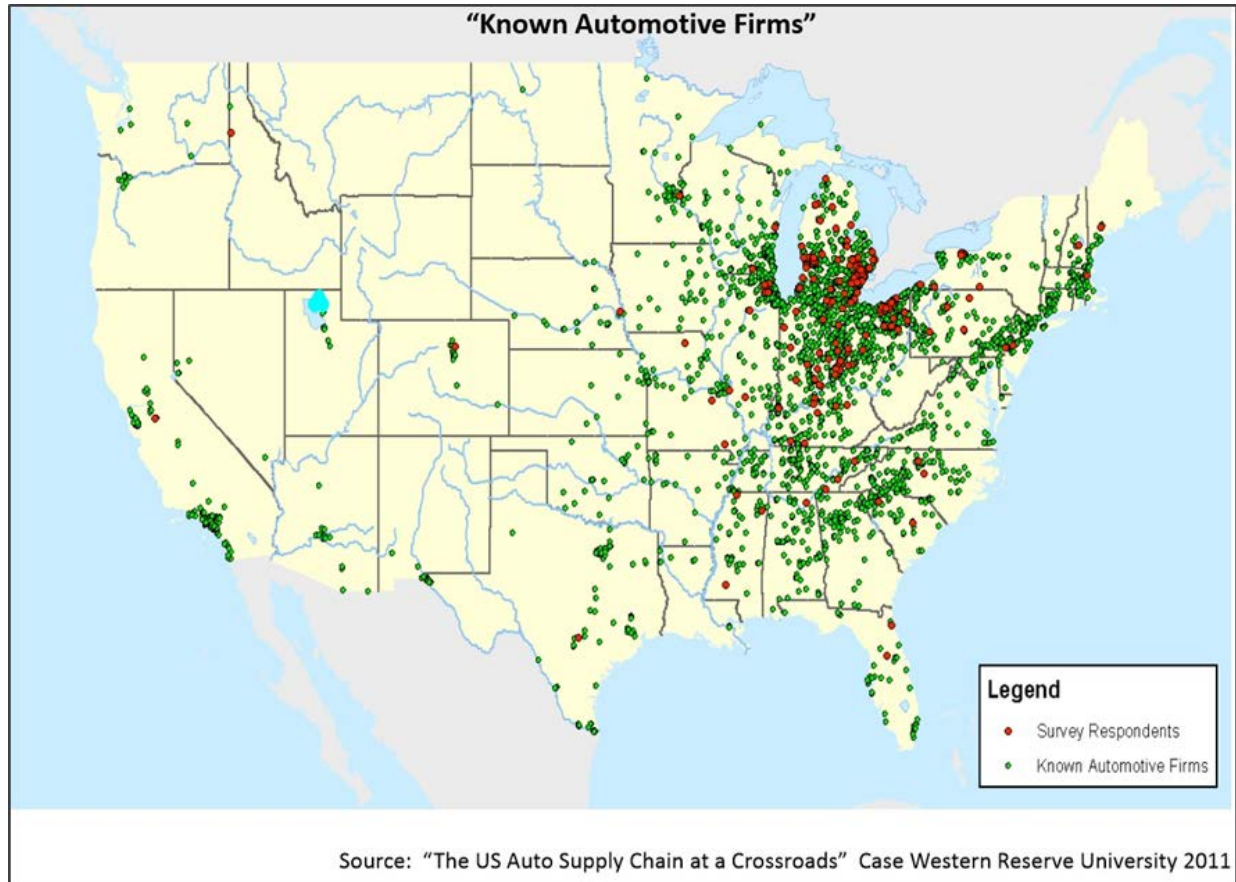 “Known Automotive Firms”
Legend
Survey Respondents
Known Automotive Firms
Source: “The US Auto Supply Chain at a Crossroads” Case Western Reserve University 2011